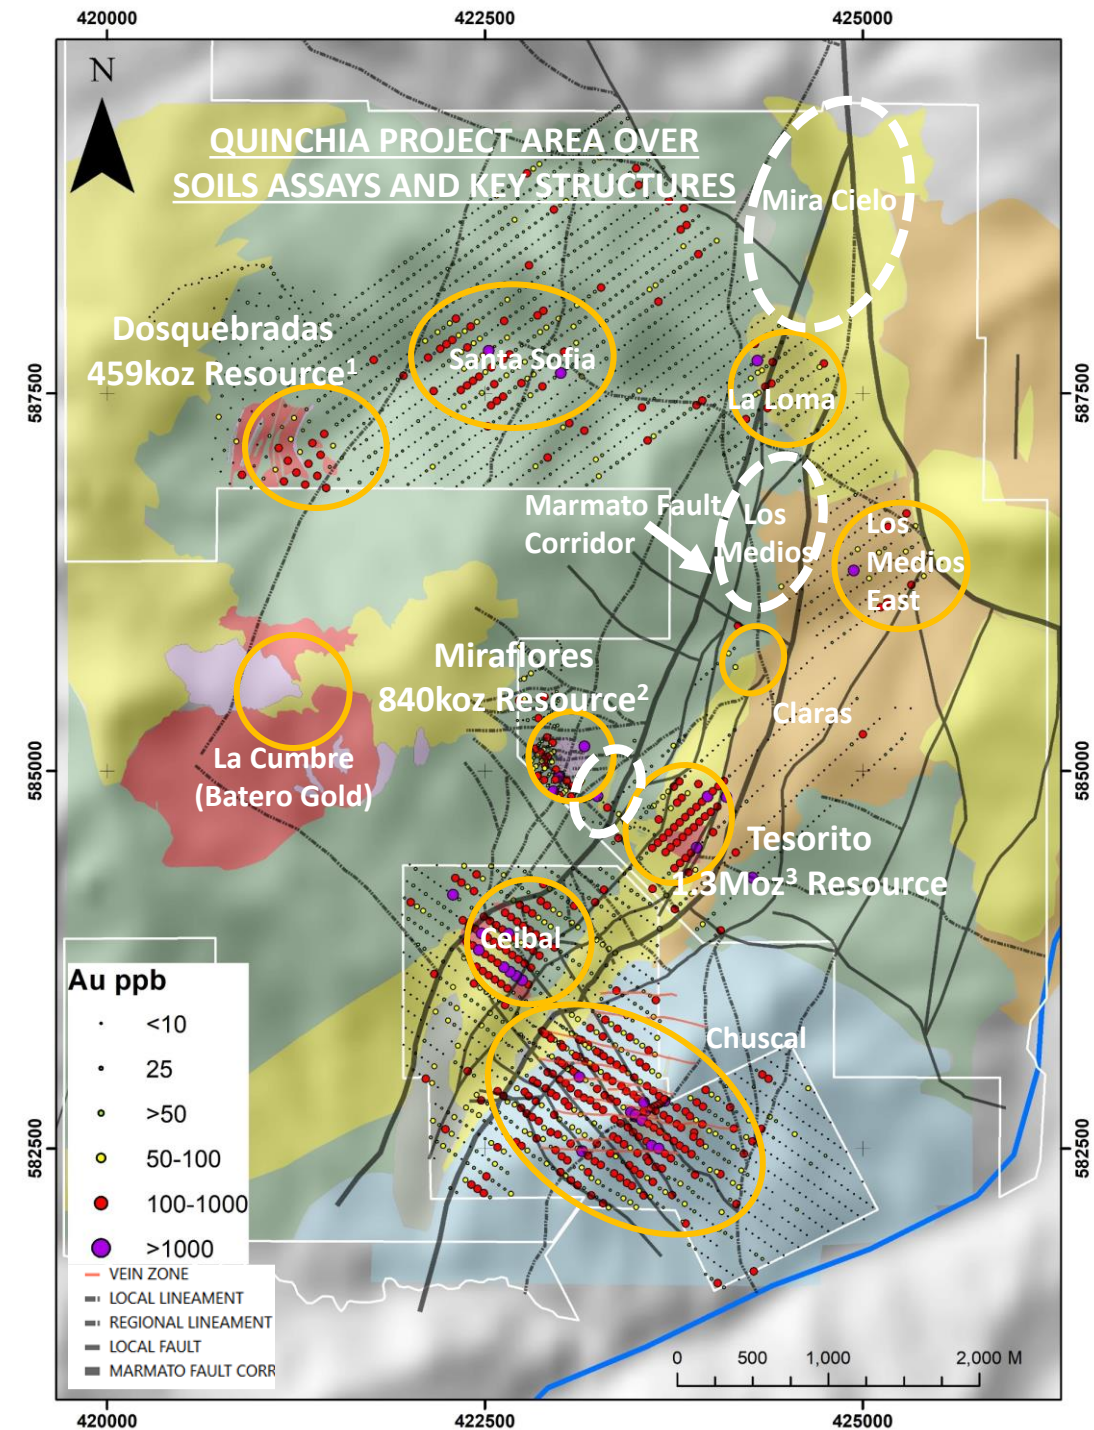 420000
422500
425000
N
QUINCHIA PROJECT AREA OVER
SOILS ASSAYS AND KEY STRUCTURES
Mira Cielo
Dosquebradas
459koz Resource1
Santa Sofia
587500
587500
La Loma
Marmato Fault
Corridor
Los
Medios
Los
Medios
East
Miraflores
840koz Resource2
Claras
La Cumbre
(Batero Gold)
585000
585000
Tesorito
1.3Moz3 Resource
Ceibal
Chuscal
Au ppb
<10
25
>50
50-100
100-1000
>1000
VEIN ZONE
LOCAL LINEAMENT
REGIONAL LINEAMENT
LOCAL FAULT
MARMATO FAULT CORR
582500
582500
0 500 1,000 2,000 M
420000
422500
425000